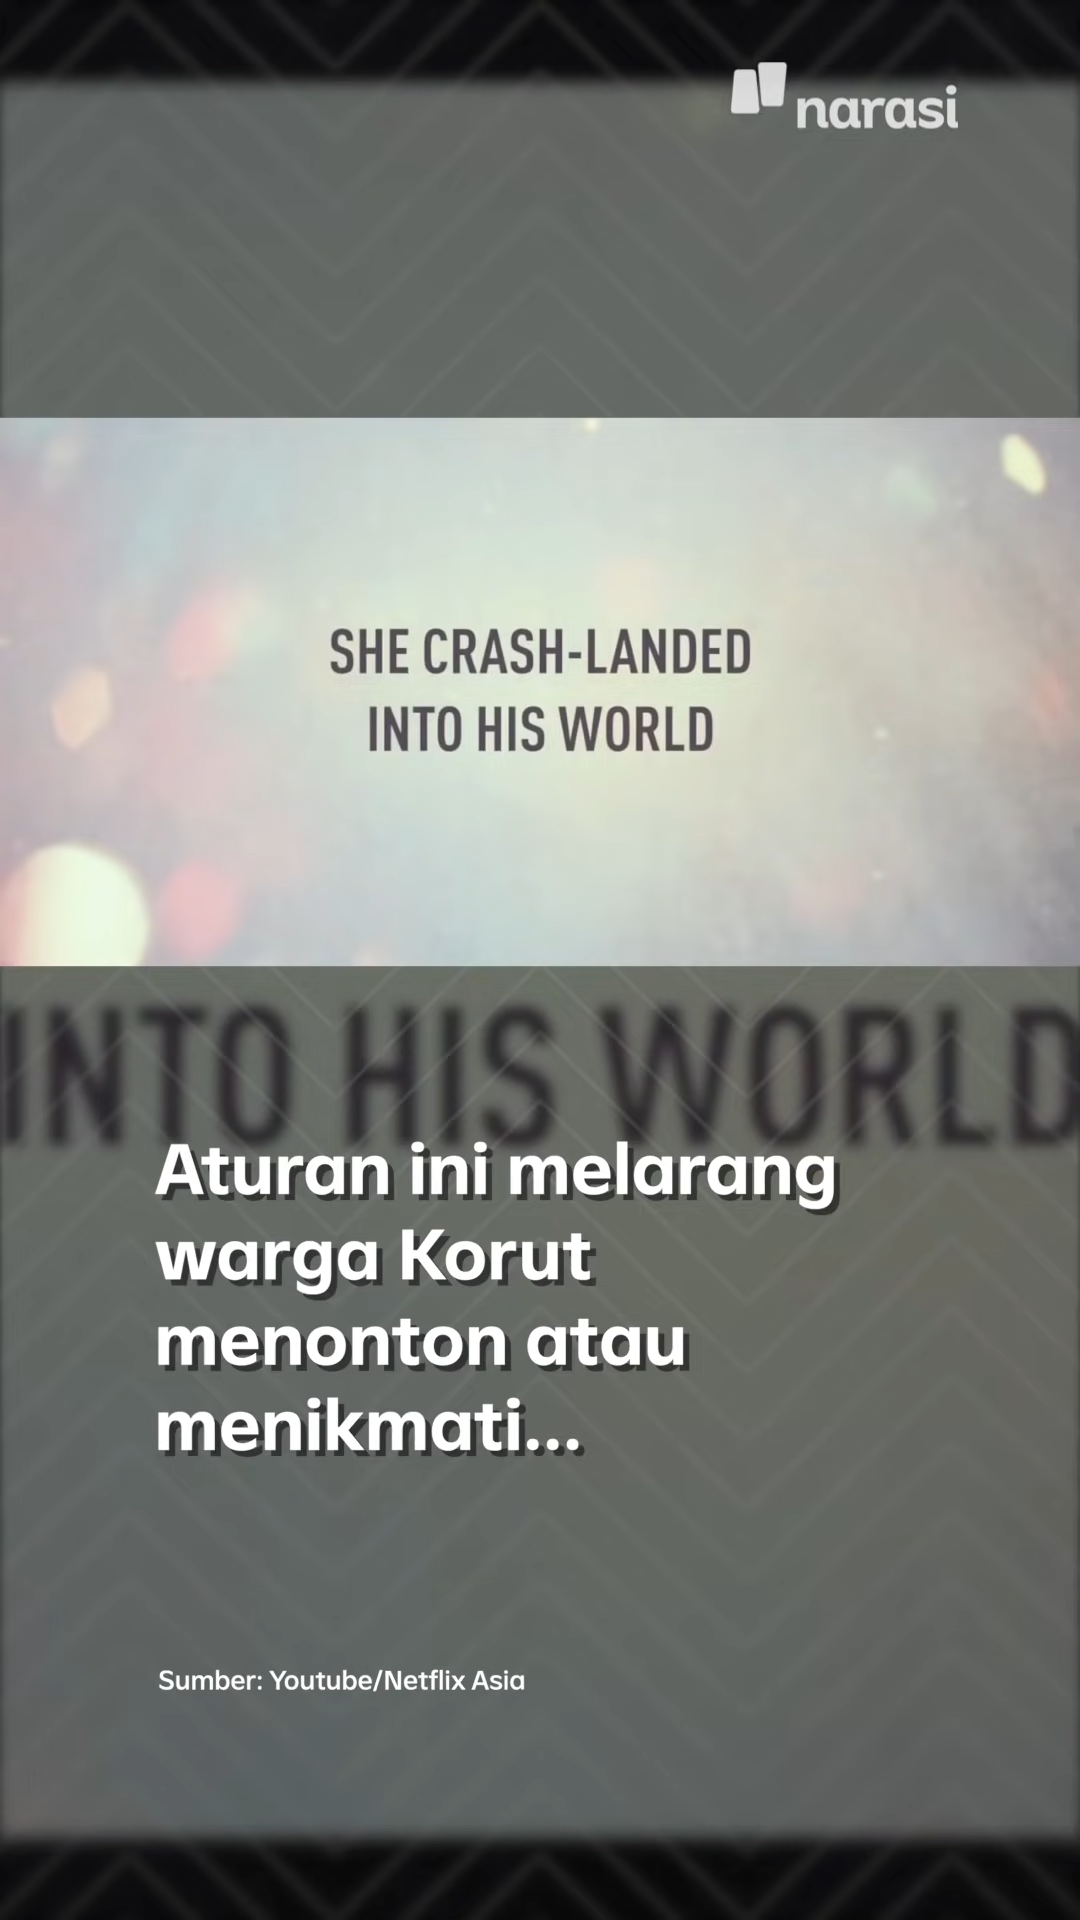 narasi
SHE CRASH-LANDED
INTO HIS WORLD
INTO HIS WORLD
Aturan ini melarang
warga Korut
menonton atau
menikmati...
Sumber: Youtube/Netflix Asia